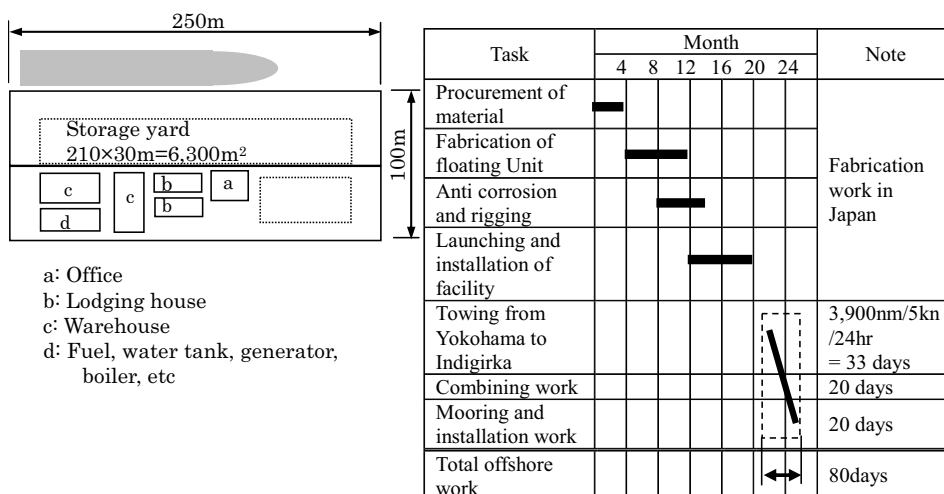 250m
Storage yard
210×30m=6,300m²
100m
c
c
b
a
b
d
a: Office
b: Lodging house
c: Warehouse
d: Fuel, water tank, generator,
boiler, etc
Task
Month
Note
4 8 12 16 20 24
Procurement of
material
Fabrication of
floating Unit
Anti corrosion
and rigging
Launching and
installation of
facility
Fabrication
work in
Japan
Towing from
Yokohama to
Indigirka
3,900nm/5kn
/24hr
= 33 days
Combining work
20 days
Mooring and
installation work
20 days
Total offshore
work
80days